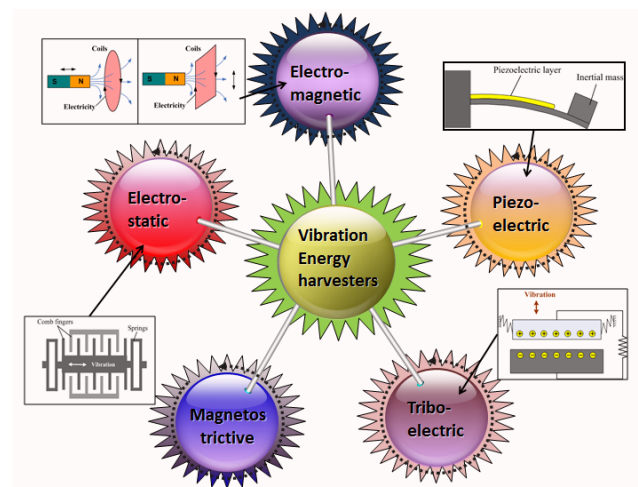 Coils
S N
Electricity
Coils
S N
Electricity
Electro-
magnetic
Piezoelectric layer
Inertial mass
Electro-
static
Piezo-
electric
Vibration
Energy
harvesters
Vibration
Comb fingers
Springs
Vibration
Magnetos
trictive
Tribo-
electric